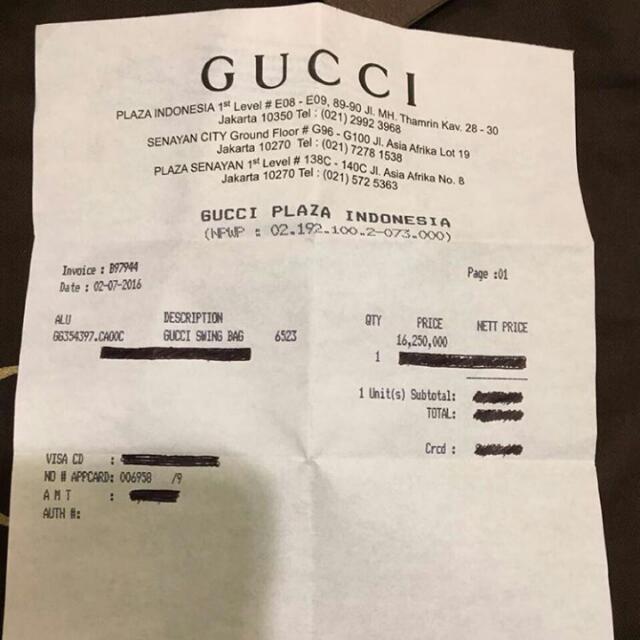 GUCCI
PLAZA INDONESIA 1st Level # E08 - E09, 89-90 Jl. MH. Thamrin Kav. 28 - 30
Jakarta 10350 Tel : (021) 2992 3968
SENAYAN CITY Ground Floor # G96 - G100 Jl. Asia Afrika Lot 19
Jakarta 10270 Tel : (021) 7278 1538
PLAZA SENAYAN 1st Level # 138C - 140C Jl. Asia Afrika No. 8
Jakarta 10270 Tel : (021) 572 5363
GUCCI PLAZA INDONESIA
(NPWP : 02.192.100.2-073.000)
Invoice : B97944 Page :01
Date : 02-07-2016
ALU DESCRIPTION QTY PRICE NETT PRICE
GG354397.CA00C GUCCI SWING BAG 6523 16,250,000
1
1 Unit(s) Subtotal:
TOTAL:
Crcd :
VISA CD :
NO # APPCARD: 006958 /9
A M T :
AUTH #: